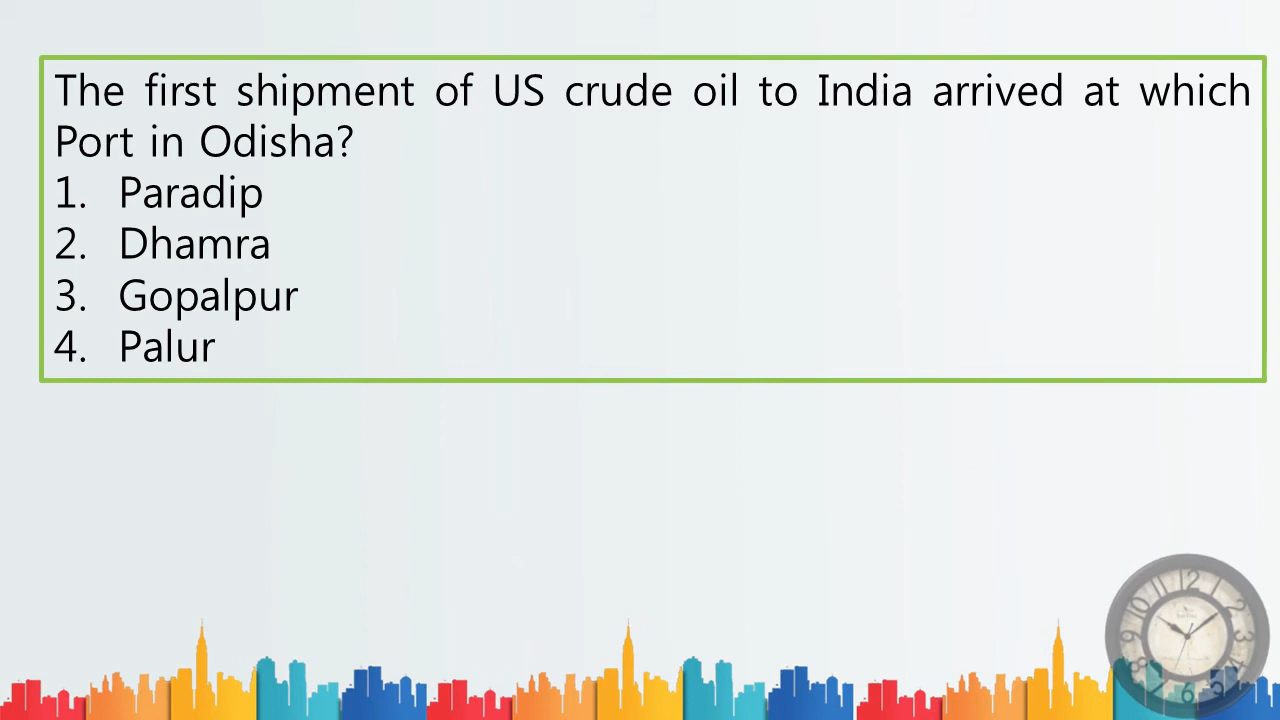 The first shipment of US crude oil to India arrived at which
Port in Odisha?
1. Paradip
2. Dhamra
3. Gopalpur
4. Palur